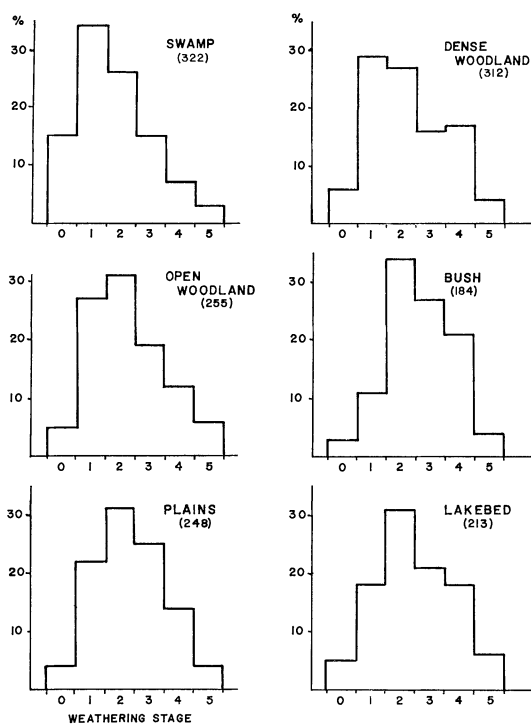 %
SWAMP
(322)
30
20
10
0 1 2 3 4 5
%
DENSE
WOODLAND
(312)
30
20
10
0 1 2 3 4 5
OPEN
WOODLAND
(255)
30
20
10
0 1 2 3 4 5
BUSH
(184)
30
20
10
0 1 2 3 4 5
PLAINS
(248)
30
20
10
0 1 2 3 4 5
WEATHERING STAGE
LAKEBED
(213)
30
20
10
0 1 2 3 4 5